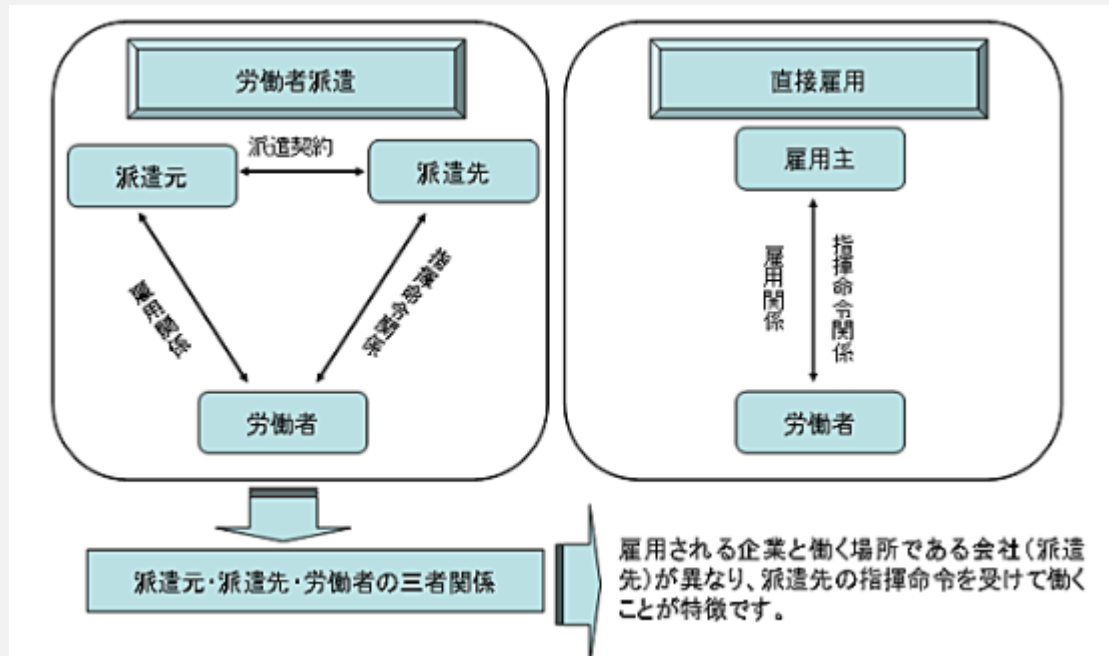 労働者派遣
派遣契約
派遣元
派遣先
雇用関係
指揮命令関係
労働者
直接雇用
雇用主
雇用関係
指揮命令関係
労働者
派遣元・派遣先・労働者の三者関係
雇用される企業と働く場所である会社(派遣
先)が異なり、派遣先の指揮命令を受けて働く
ことが特徴です。